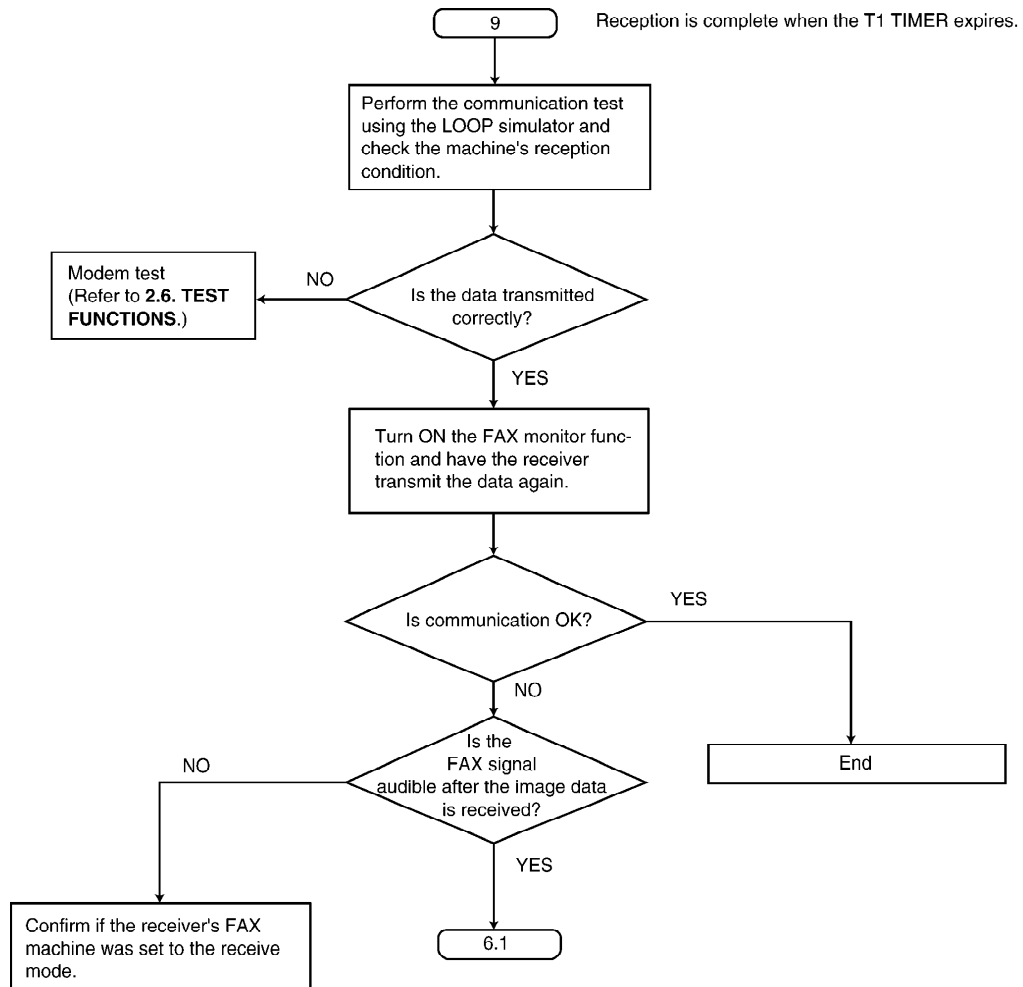 9
Reception is complete when the T1 TIMER expires.
Perform the communication test
using the LOOP simulator and
check the machine's reception
condition.
Modem test
(Refer to 2.6. TEST
FUNCTIONS.)
NO
Is the data transmitted
correctly?
YES
Turn ON the FAX monitor func-
tion and have the receiver
transmit the data again.
Is communication OK?
YES
NO
End
Is the
FAX signal
audible after the image data
is received?
NO
YES
Confirm if the receiver's FAX
machine was set to the receive
mode.
6.1